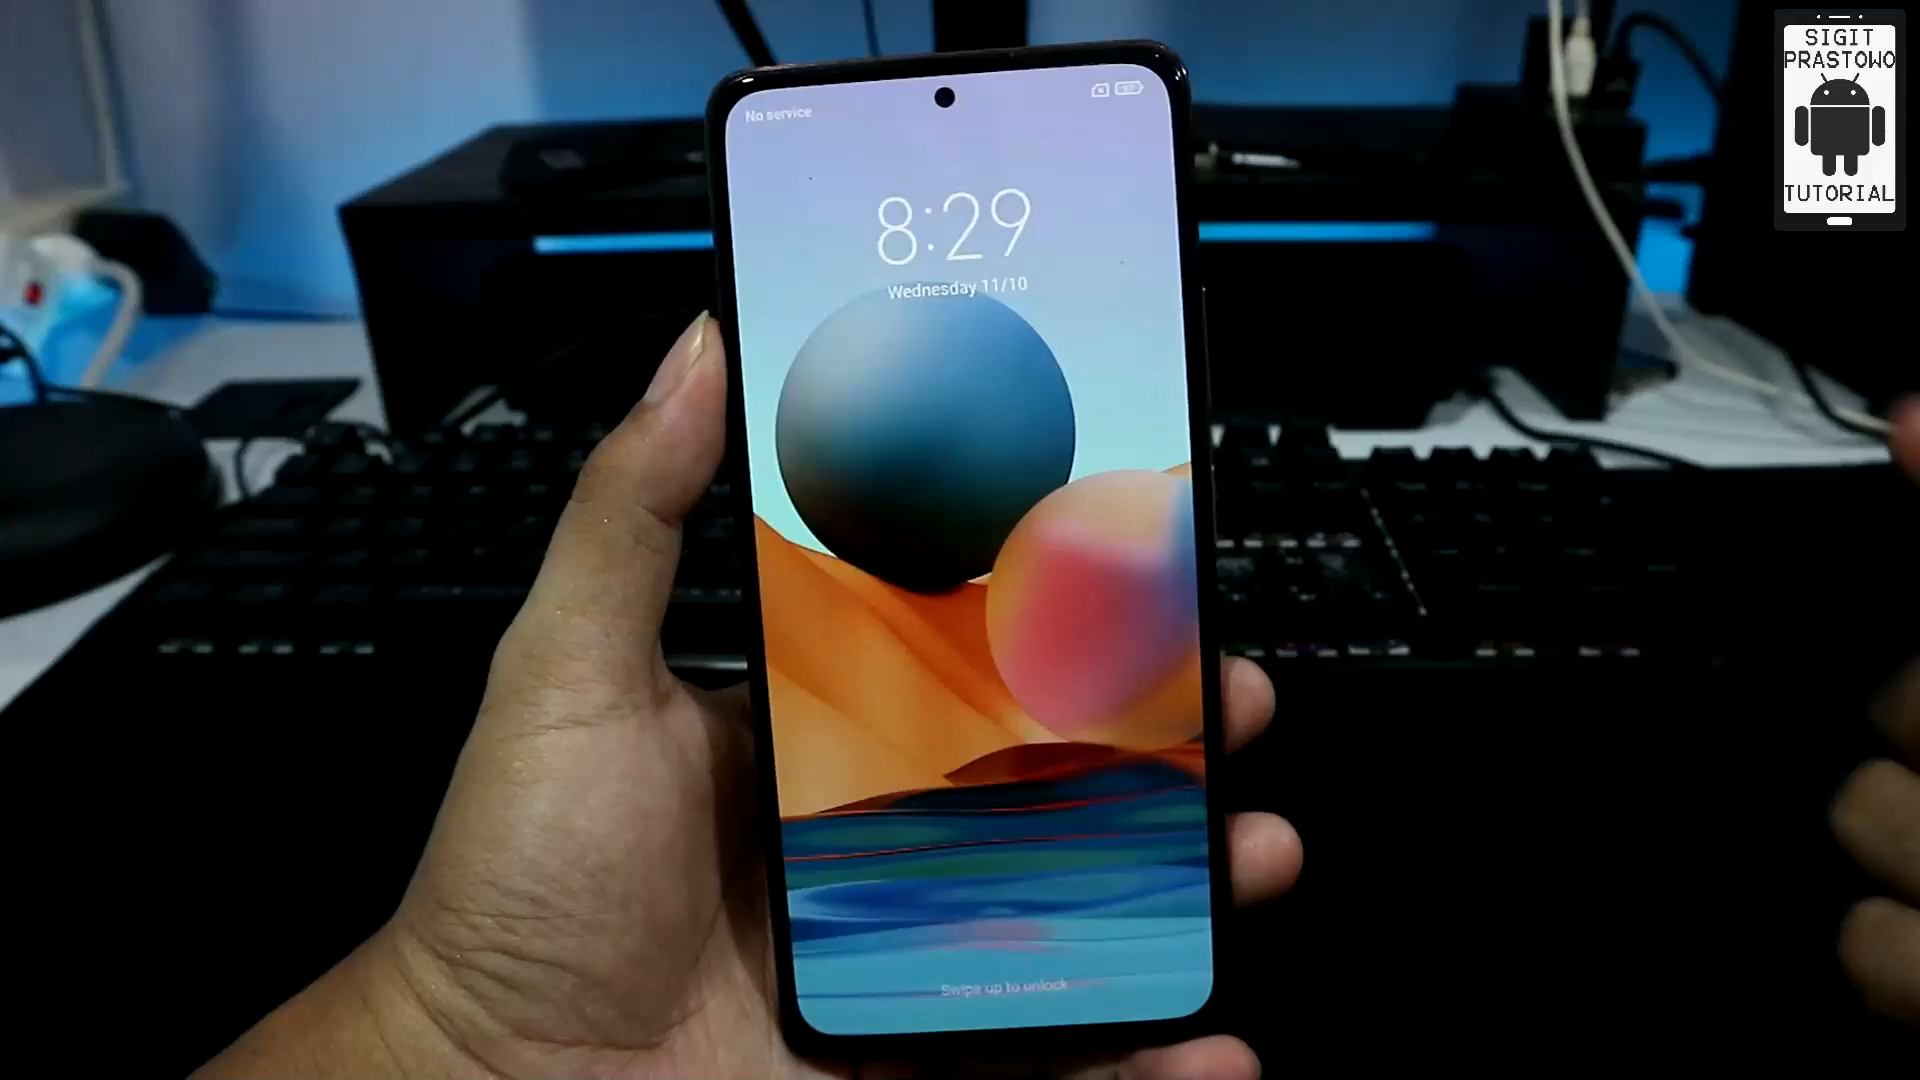 No service
8:29
Wednesday 11/10
Swipe up to unlock
SIGIT
PRASTOWO
TUTORIAL